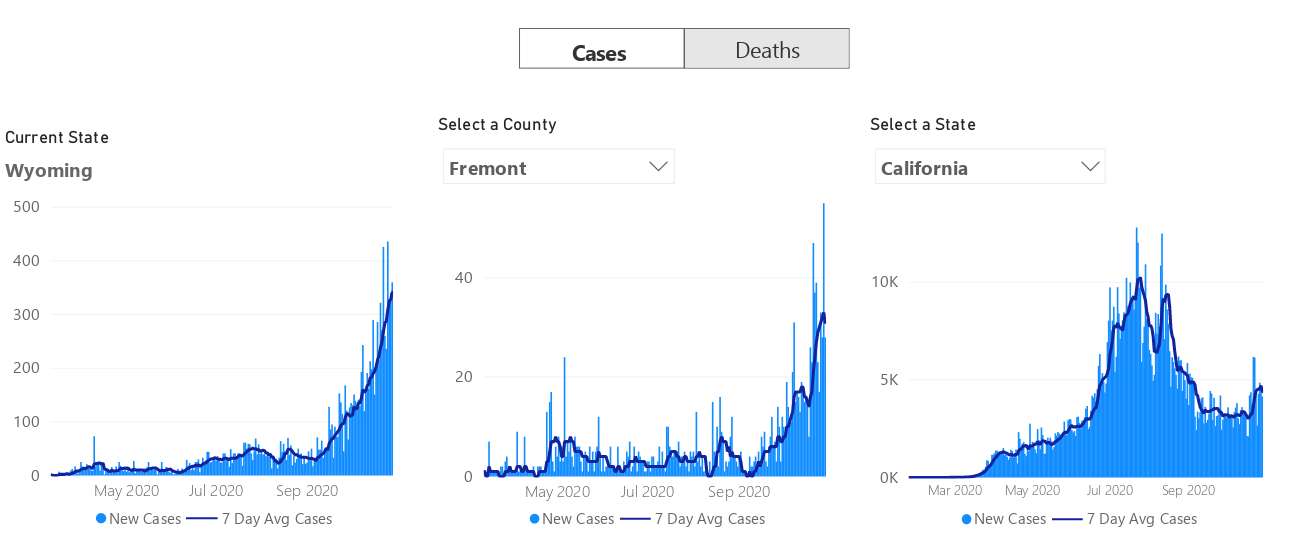 Cases Deaths
Current State
Wyoming
500
400
300
200
100
0
May 2020 Jul 2020 Sep 2020
New Cases 7 Day Avg Cases
Select a County
Fremont
40
20
0
May 2020 Jul 2020 Sep 2020
New Cases 7 Day Avg Cases
Select a State
California
10K
5K
0K
Mar 2020 May 2020 Jul 2020 Sep 2020
New Cases 7 Day Avg Cases